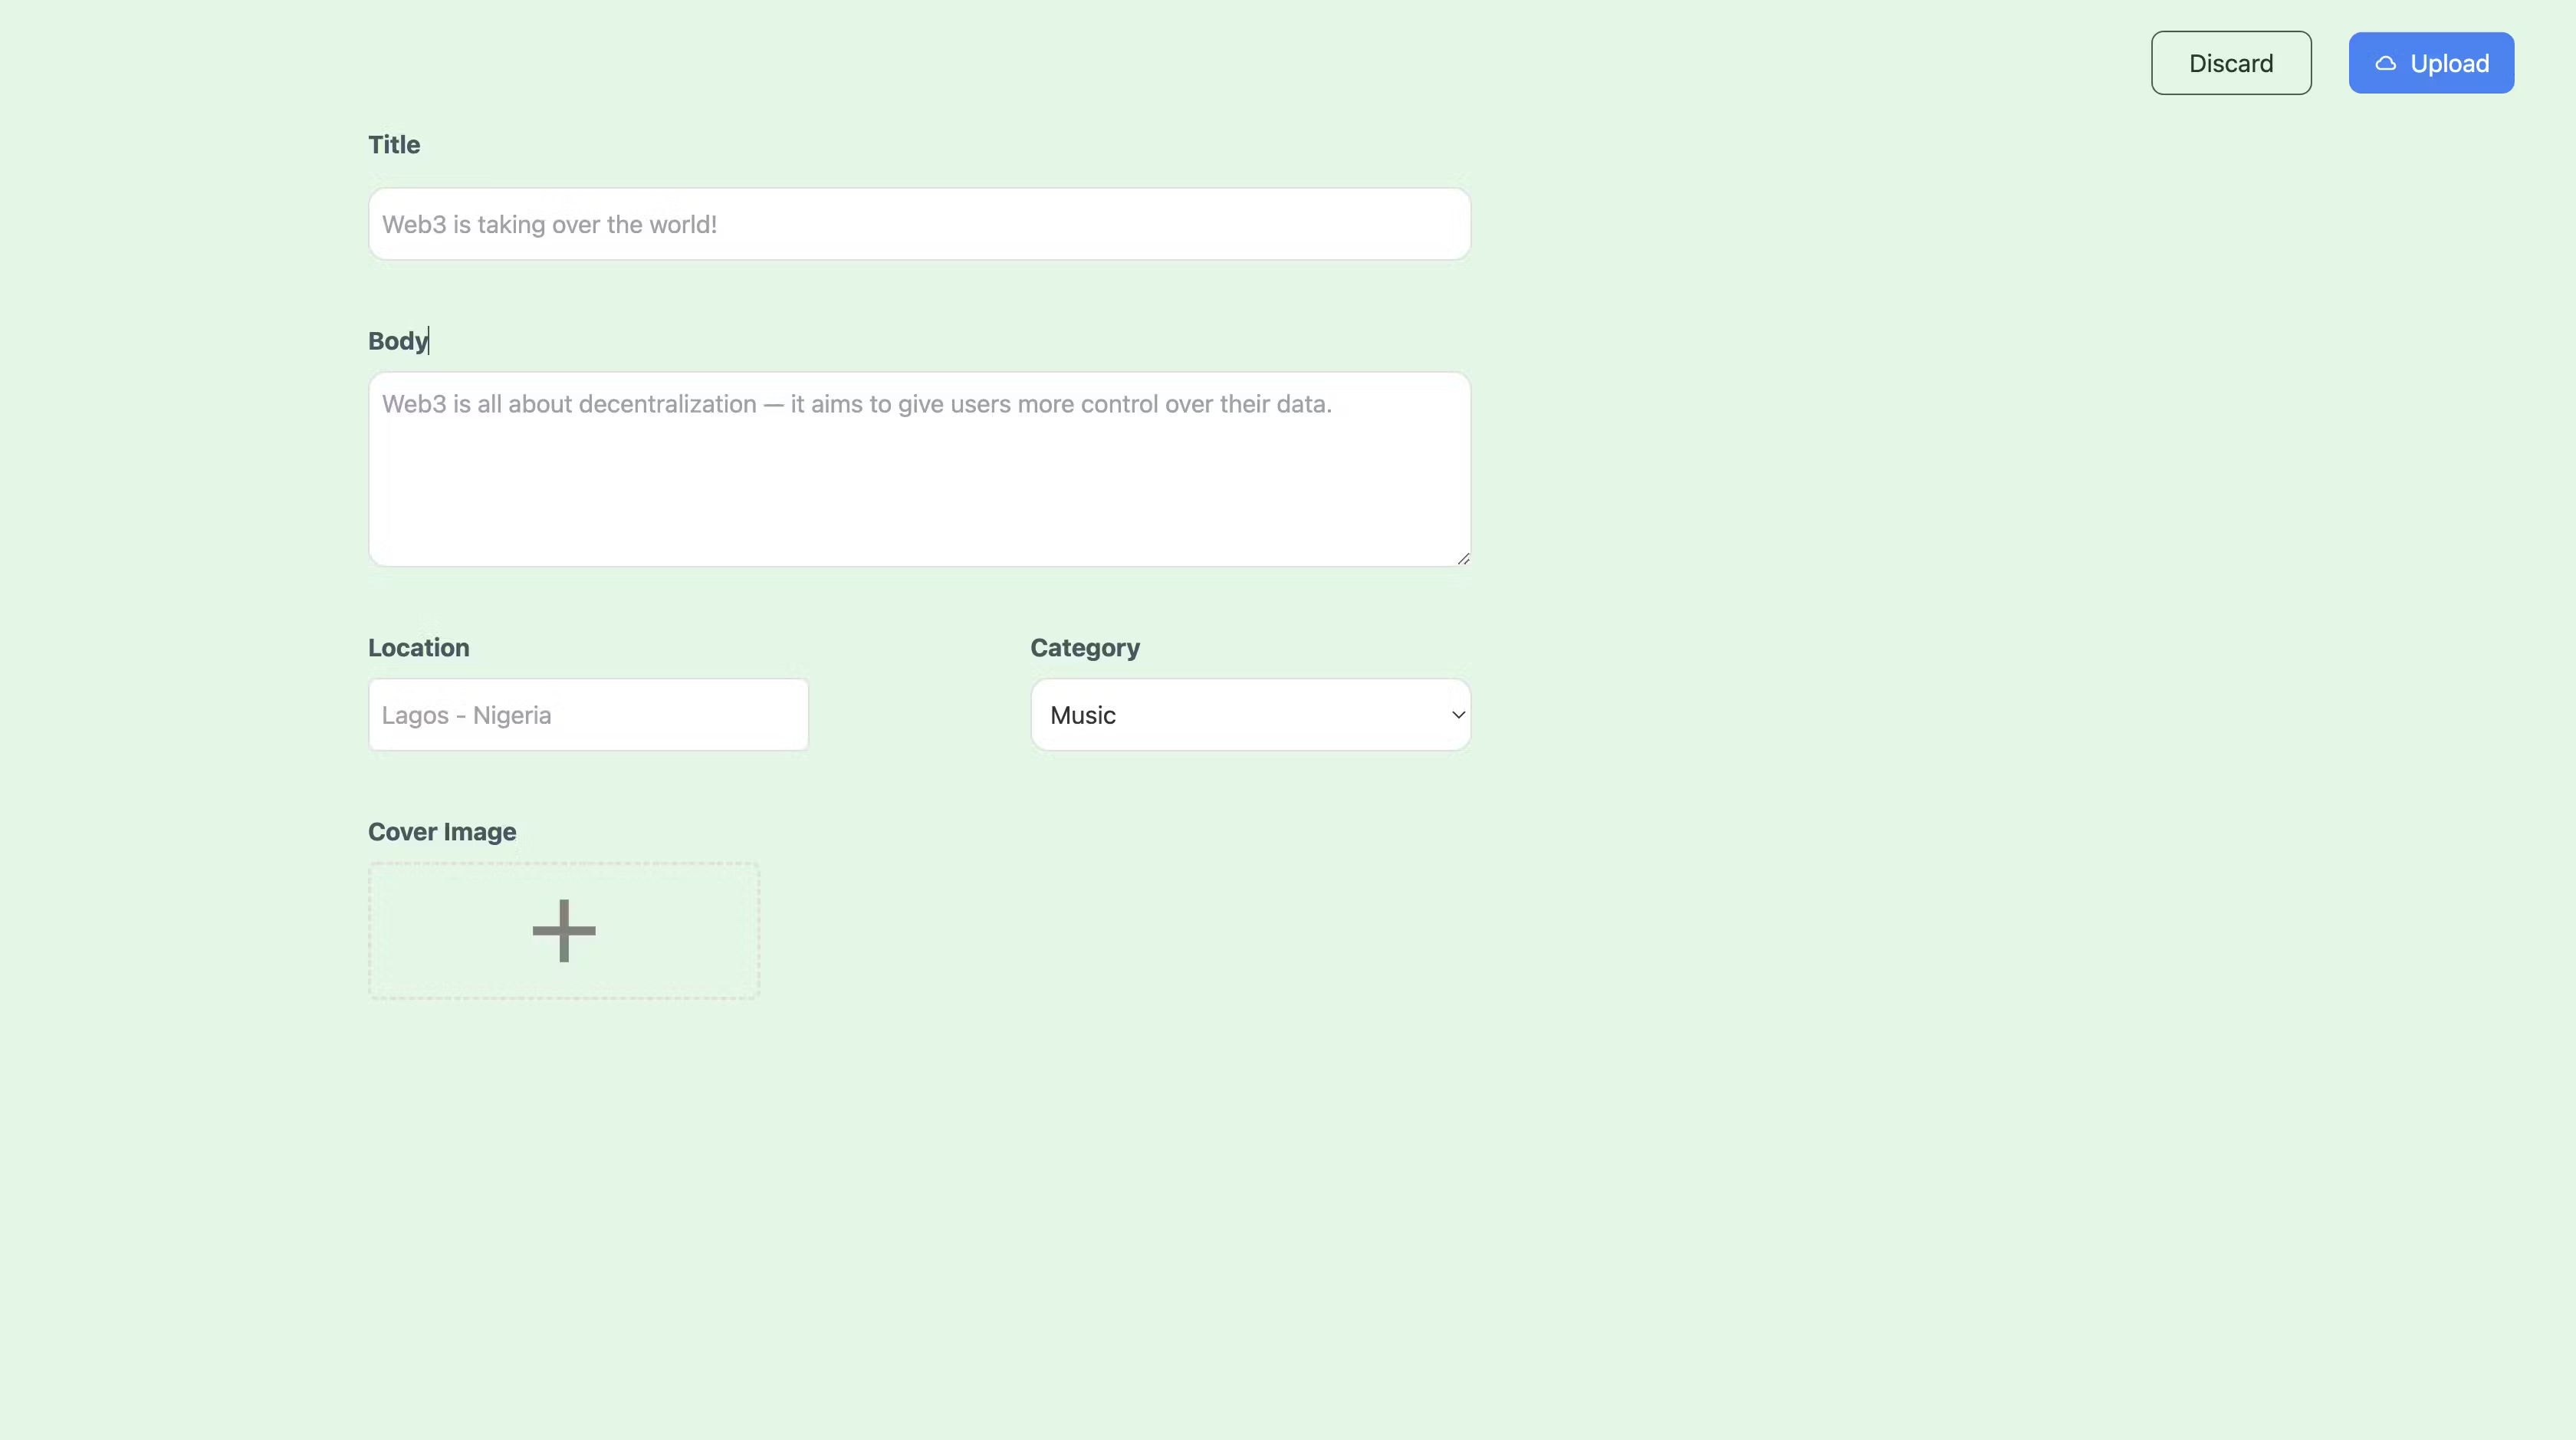 Discard
Upload
Title
Web3 is taking over the world!
Body
Web3 is all about decentralization — it aims to give users more control over their data.
Location
Category
Lagos - Nigeria
Music
Cover Image